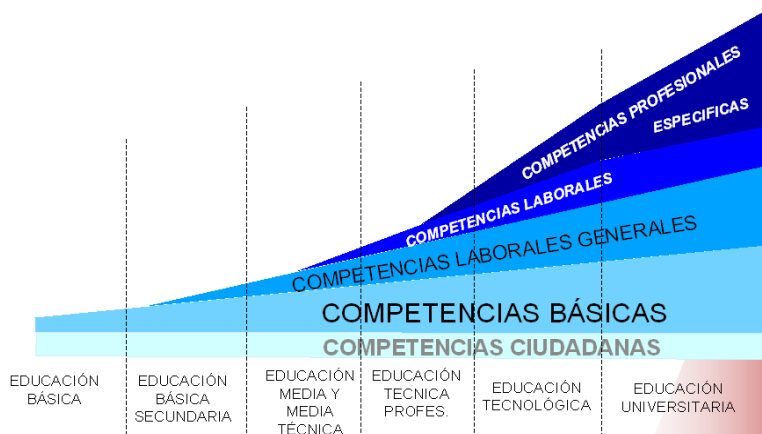 COMPETENCIAS PROFESIONALES
ESPECIFICAS
COMPETENCIAS LABORALES
COMPETENCIAS LABORALES GENERALES
COMPETENCIAS BÁSICAS
COMPETENCIAS CIUDADANAS
EDUCACIÓN
BÁSICA
EDUCACIÓN
BÁSICA
SECUNDARIA
EDUCACIÓN
MEDIA Y
MEDIA
TÉCNICA
EDUCACIÓN
TECNICA
PROFES.
EDUCACIÓN
TECNOLÓGICA
EDUCACIÓN
UNIVERSITARIA